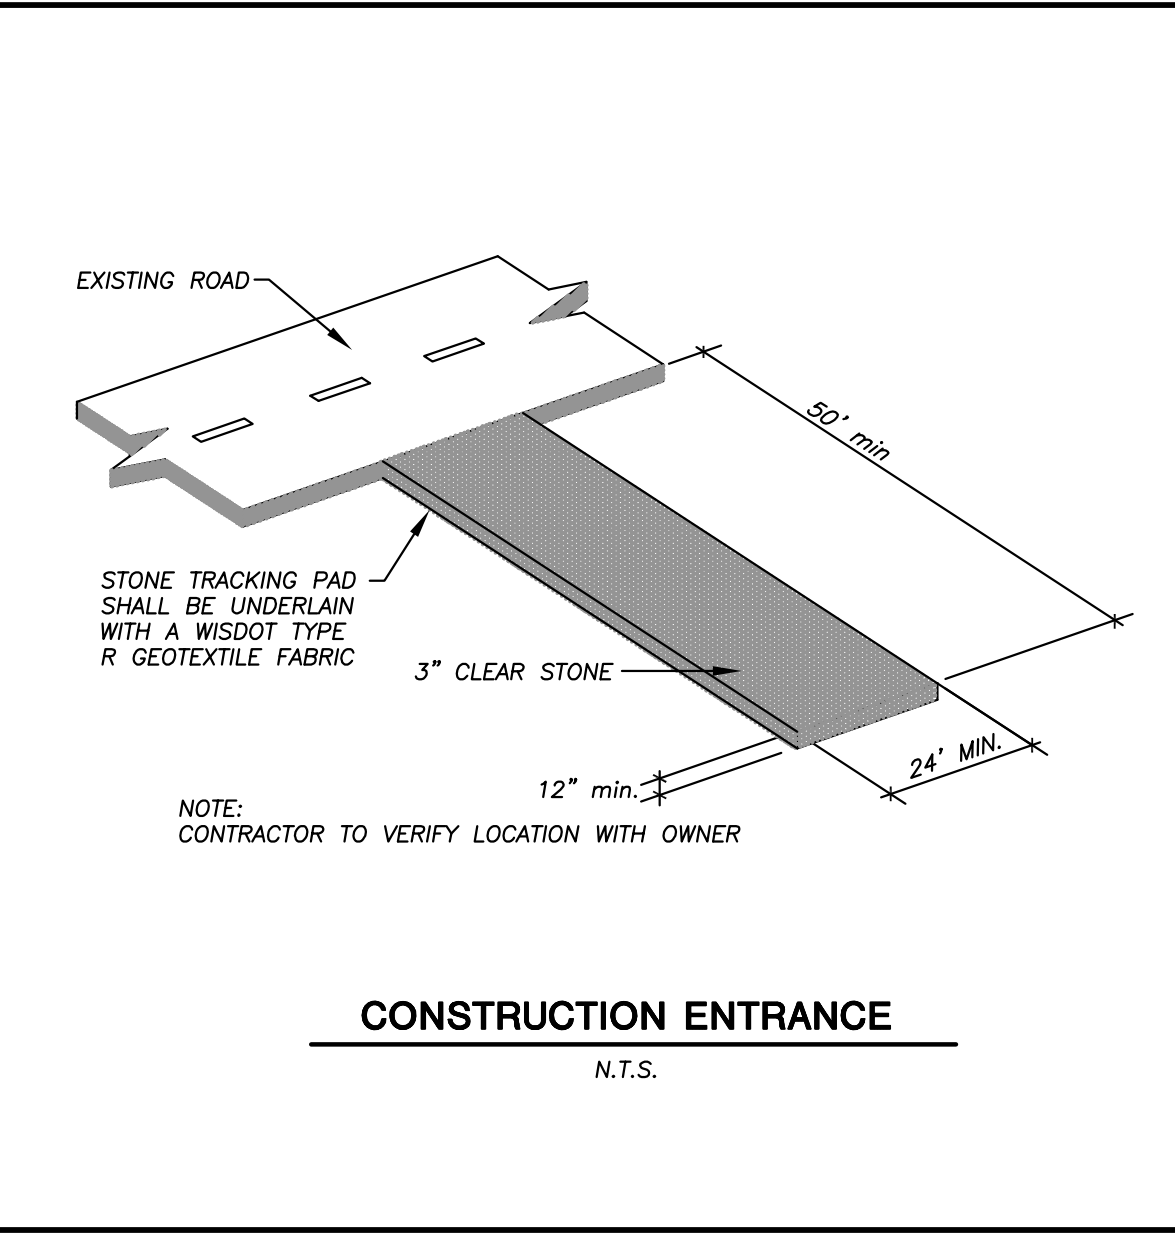 EXISTING ROAD
50' min
STONE TRACKING PAD
SHALL BE UNDERLAIN
WITH A WISDOT TYPE
R GEOTEXTILE FABRIC
3" CLEAR STONE
24' MIN.
12" min.
NOTE:
CONTRACTOR TO VERIFY LOCATION WITH OWNER
CONSTRUCTION ENTRANCE
N.T.S.